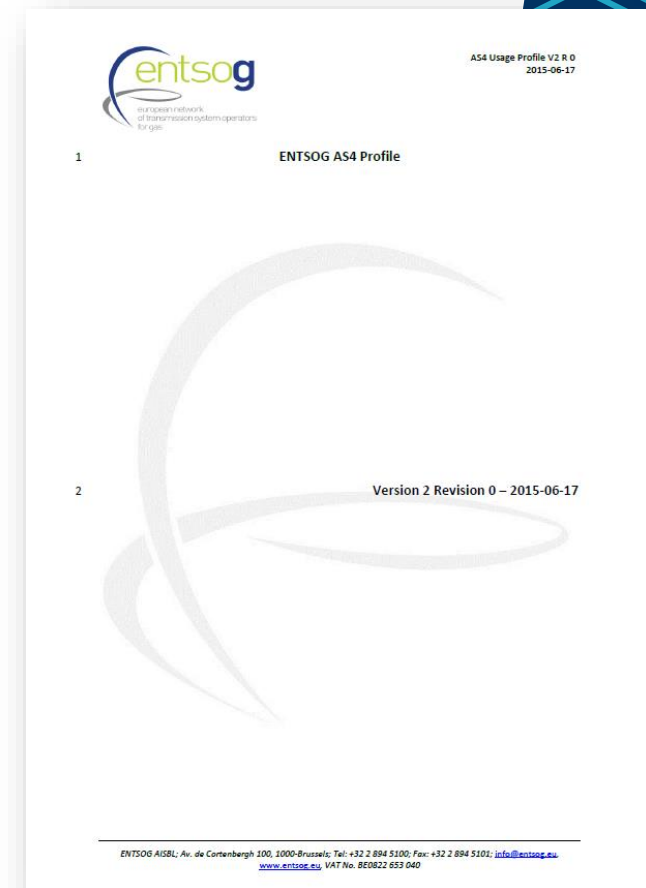 entsog
european network
of transmission system operators
for gas
AS4 Usage Profile V2 R 0
2015-06-17
1 ENTSOG AS4 Profile
2 Version 2 Revision 0 – 2015-06-17
ENTSOG AISBL; Av. de Cortenbergh 100, 1000-Brussels; Tel: +32 2 894 5100; Fax: +32 2 894 5101; info@entsog.eu,
www.entsog.eu, VAT No. BE0822 653 040